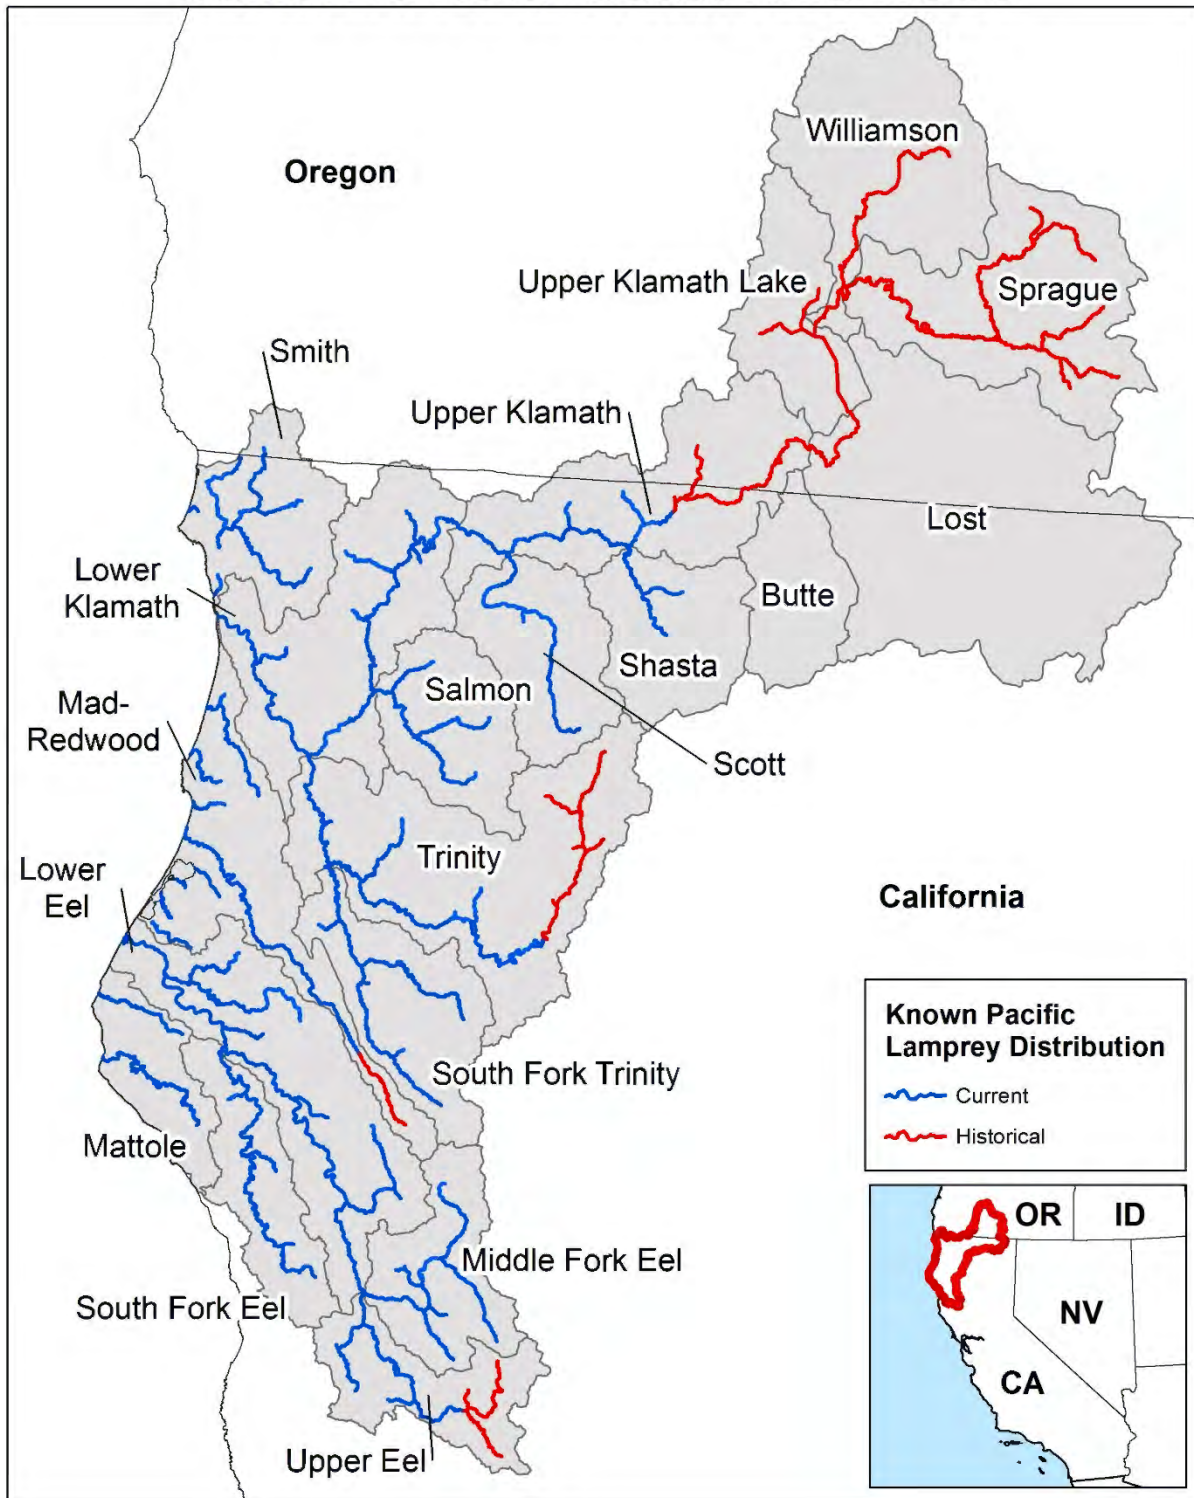 Williamson
Oregon
Upper Klamath Lake
Sprague
Smith
Upper Klamath
Lost
Lower
Klamath
Butte
Shasta
Salmon
Mad-
Redwood
Scott
Trinity
Lower
Eel
California
Known Pacific
Lamprey Distribution
Current
Historical
South Fork Trinity
Mattole
Middle Fork Eel
South Fork Eel
Upper Eel
OR
ID
NV
CA